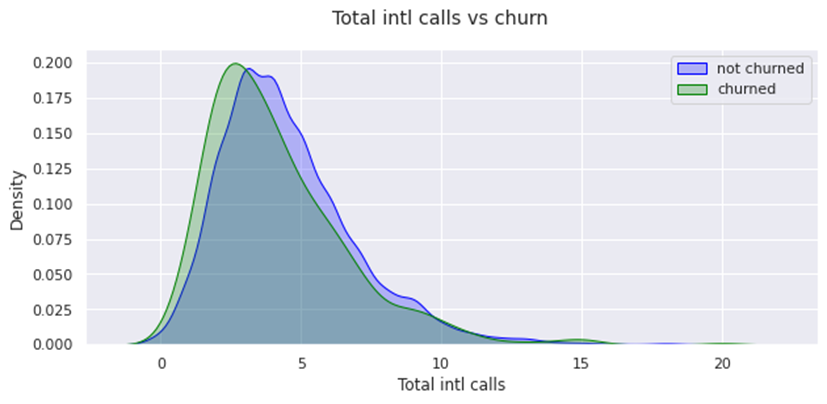 Total intl calls vs churn
not churned
churned
Density
0.200
0.175
0.150
0.125
0.100
0.075
0.050
0.025
0.000
0 5 10 15 20
Total intl calls